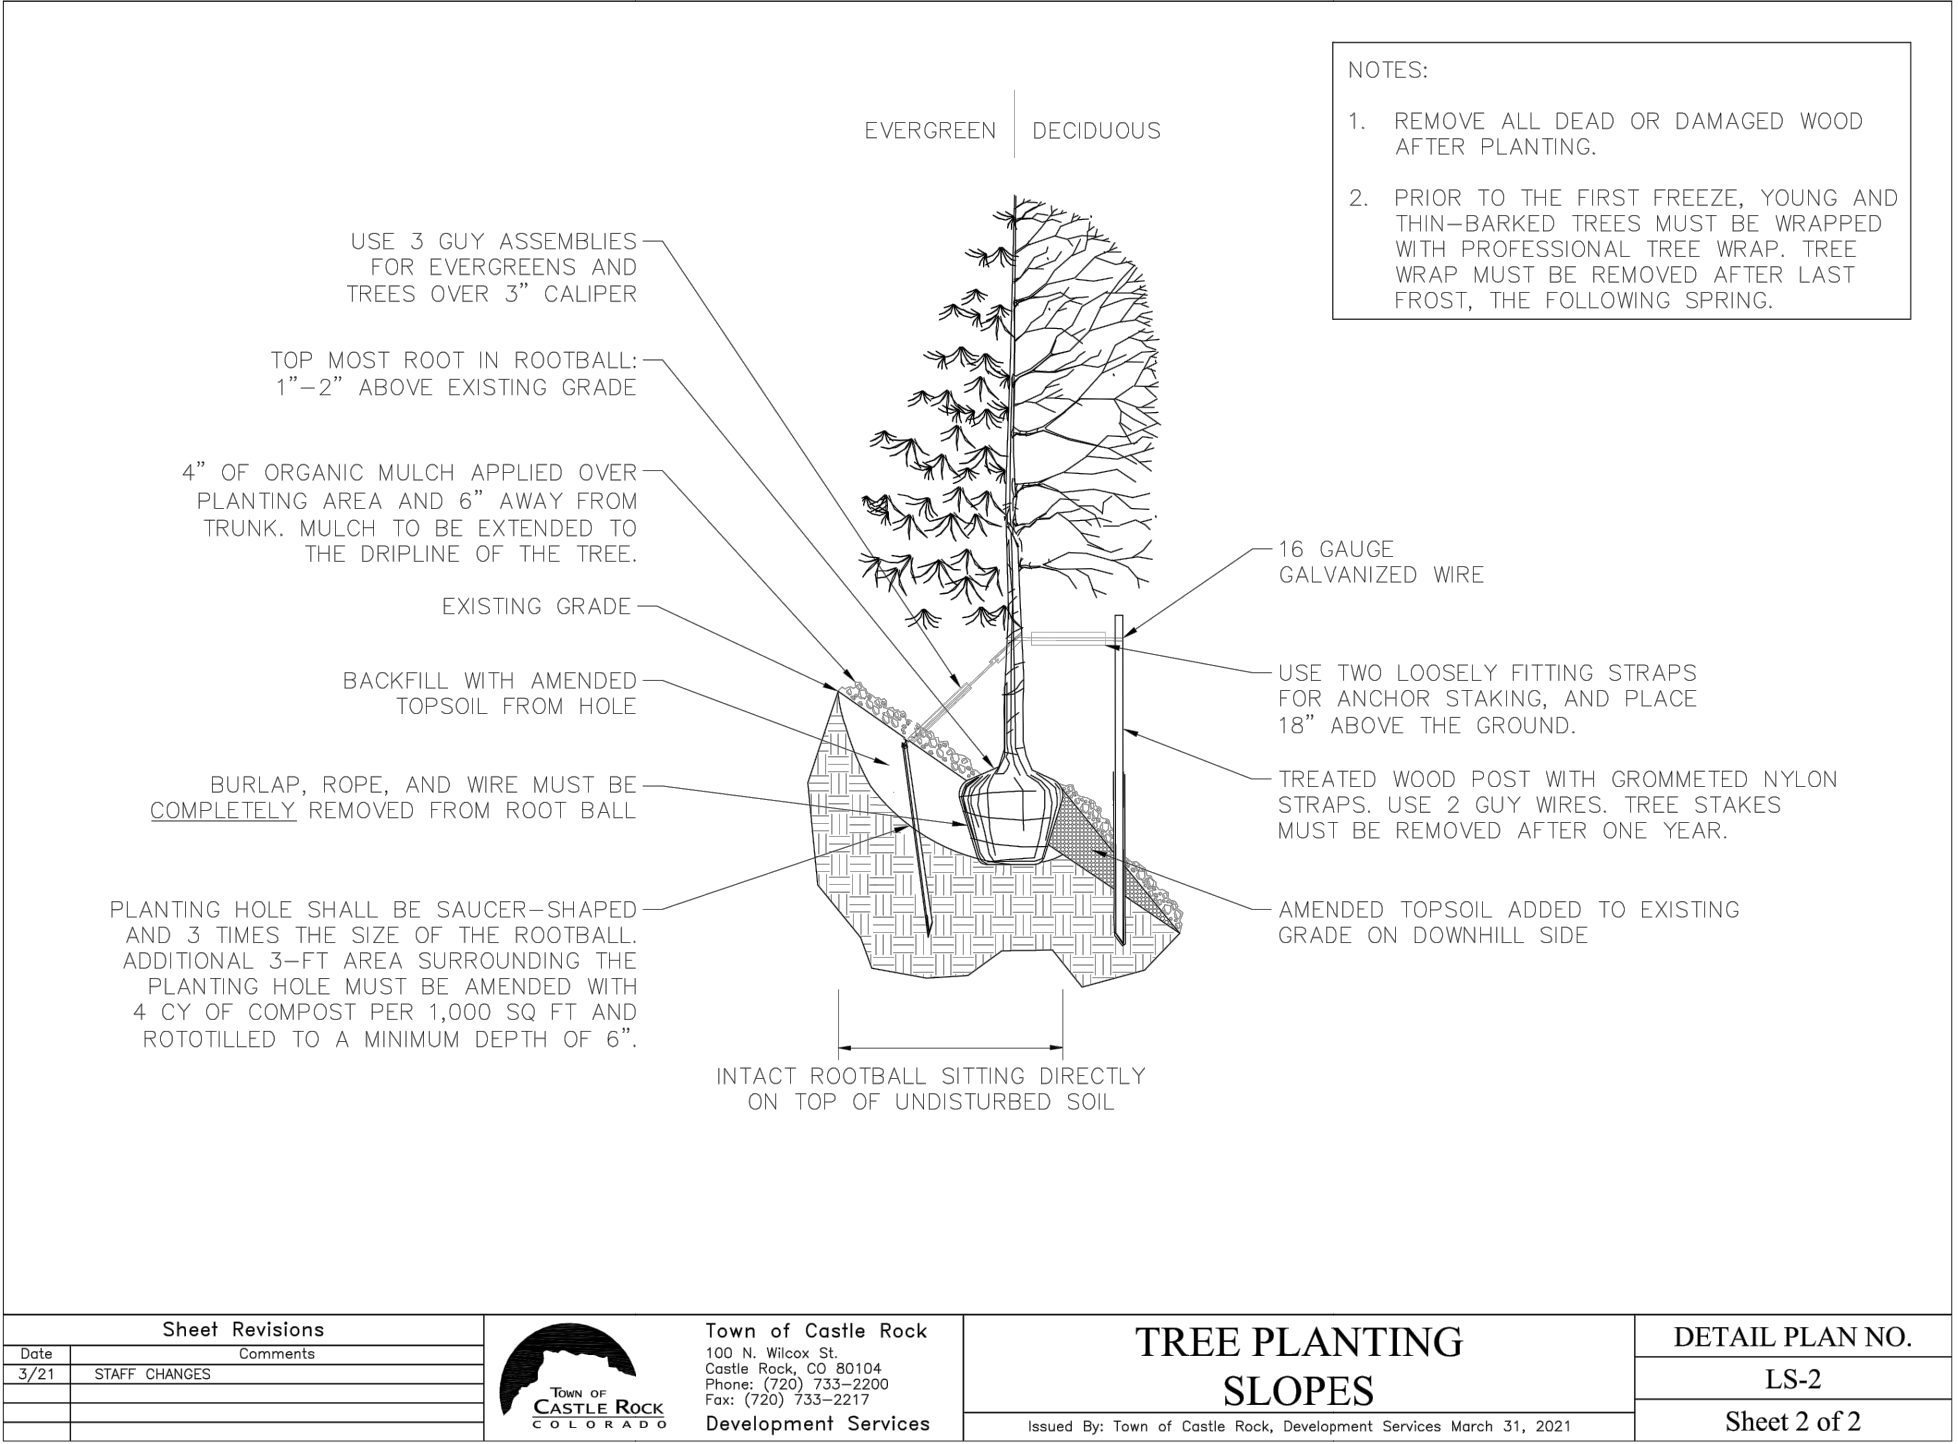 NOTES:
1. REMOVE ALL DEAD OR DAMAGED WOOD
AFTER PLANTING.
2. PRIOR TO THE FIRST FREEZE, YOUNG AND
THIN-BARKED TREES MUST BE WRAPPED
WITH PROFESSIONAL TREE WRAP. TREE
WRAP MUST BE REMOVED AFTER LAST
FROST, THE FOLLOWING SPRING.
EVERGREEN
DECIDUOUS
USE 3 GUY ASSEMBLIES
FOR EVERGREENS AND
TREES OVER 3” CALIPER
TOP MOST ROOT IN ROOTBALL:
1”-2” ABOVE EXISTING GRADE
4” OF ORGANIC MULCH APPLIED OVER
PLANTING AREA AND 6” AWAY FROM
TRUNK. MULCH TO BE EXTENDED TO
THE DRIPLINE OF THE TREE.
EXISTING GRADE
BACKFILL WITH AMENDED
TOPSOIL FROM HOLE
BURLAP, ROPE, AND WIRE MUST BE
COMPLETELY REMOVED FROM ROOT BALL
PLANTING HOLE SHALL BE SAUCER-SHAPED
AND 3 TIMES THE SIZE OF THE ROOTBALL.
ADDITIONAL 3-FT AREA SURROUNDING THE
PLANTING HOLE MUST BE AMENDED WITH
4 CY OF COMPOST PER 1,000 SQ FT AND
ROTOTILLED TO A MINIMUM DEPTH OF 6”.
16 GAUGE
GALVANIZED WIRE
USE TWO LOOSELY FITTING STRAPS
FOR ANCHOR STAKING, AND PLACE
18” ABOVE THE GROUND.
TREATED WOOD POST WITH GROMMETED NYLON
STRAPS. USE 2 GUY WIRES. TREE STAKES
MUST BE REMOVED AFTER ONE YEAR.
AMENDED TOPSOIL ADDED TO EXISTING
GRADE ON DOWNHILL SIDE
INTACT ROOTBALL SITTING DIRECTLY
ON TOP OF UNDISTURBED SOIL
Sheet Revisions
Date Comments
3/21 STAFF CHANGES
TOWN OF
CASTLE ROCK
COLORADO
Town of Castle Rock
100 N. Wilcox St.
Castle Rock, CO 80104
Phone: (720) 733-2200
Fax: (720) 733-2217
Development Services
TREE PLANTING
SLOPES
Issued By: Town of Castle Rock, Development Services March 31, 2021
DETAIL PLAN NO.
LS-2
Sheet 2 of 2